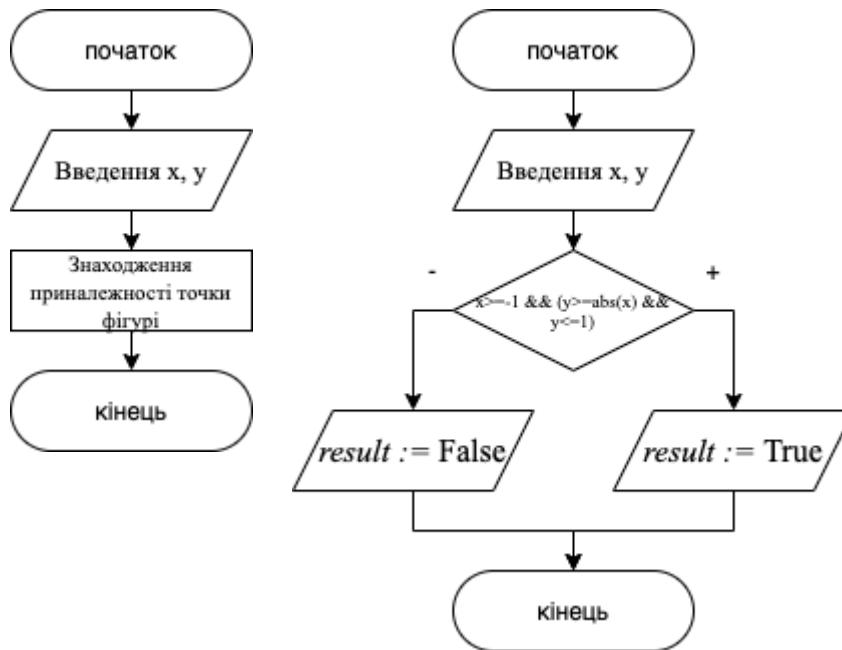 початок
Введення x, y
Знаходження
приналежності точки
фігурі
кінець
початок
Введення x, y
-
+
x>=-1 && (y>=abs(x) &&
y<=1)
result := False
result := True
кінець